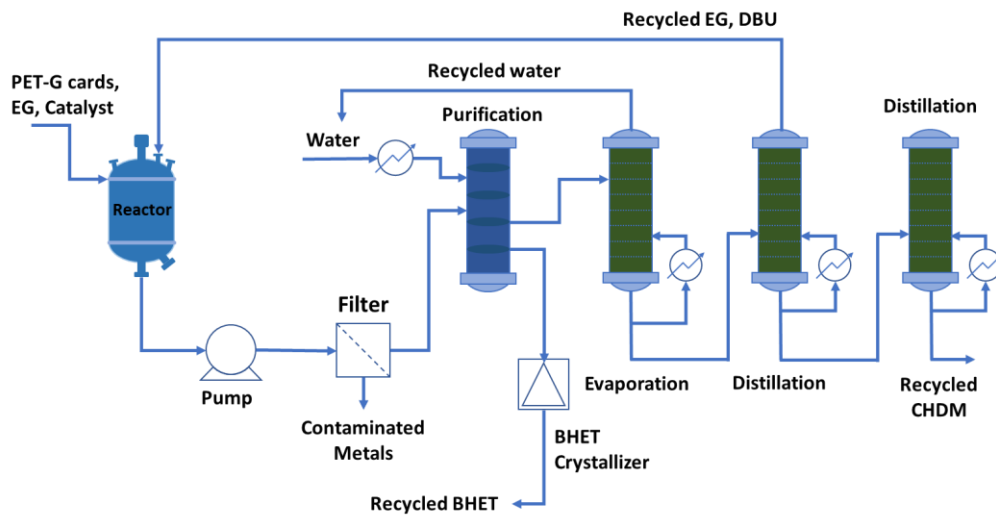 Recycled EG, DBU
Recycled water
PET-G cards,
EG, Catalyst
Purification
Distillation
Water
Reactor
Filter
Pump
Evaporation
Distillation
Recycled
CHDM
Contaminated
Metals
BHET
Crystallizer
Recycled BHET